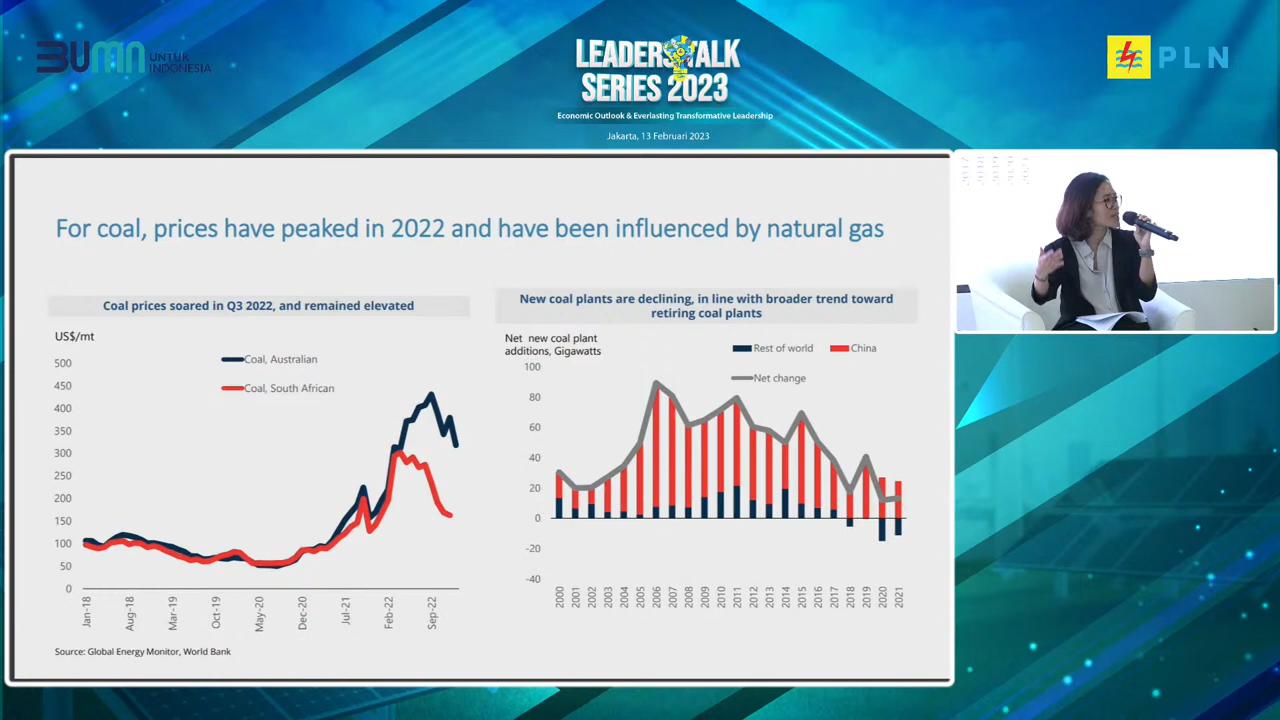 BUMN
UNTUK
INDONESIA
LEADERS TALK
SERIES 2023
Economic Outlook & Everlasting Transformative Leadership
Jakarta, 13 Februari 2023
PLN
For coal, prices have peaked in 2022 and have been influenced by natural gas
Coal prices soared in Q3 2022, and remained elevated
US$/mt
Coal, Australian
Coal, South African
500
450
400
350
300
250
200
150
100
50
0
Jan-18
Aug-18
Mar-19
Oct-19
May-20
Dec-20
Jul-21
Feb-22
Sep-22
Source: Global Energy Monitor, World Bank
New coal plants are declining, in line with broader trend toward
retiring coal plants
Net new coal plant
additions, Gigawatts
Rest of world
China
Net change
100
80
60
40
20
0
-20
-40
2000
2001
2002
2003
2004
2005
2006
2007
2008
2009
2010
2011
2012
2013
2014
2015
2016
2017
2018
2019
2020
2021